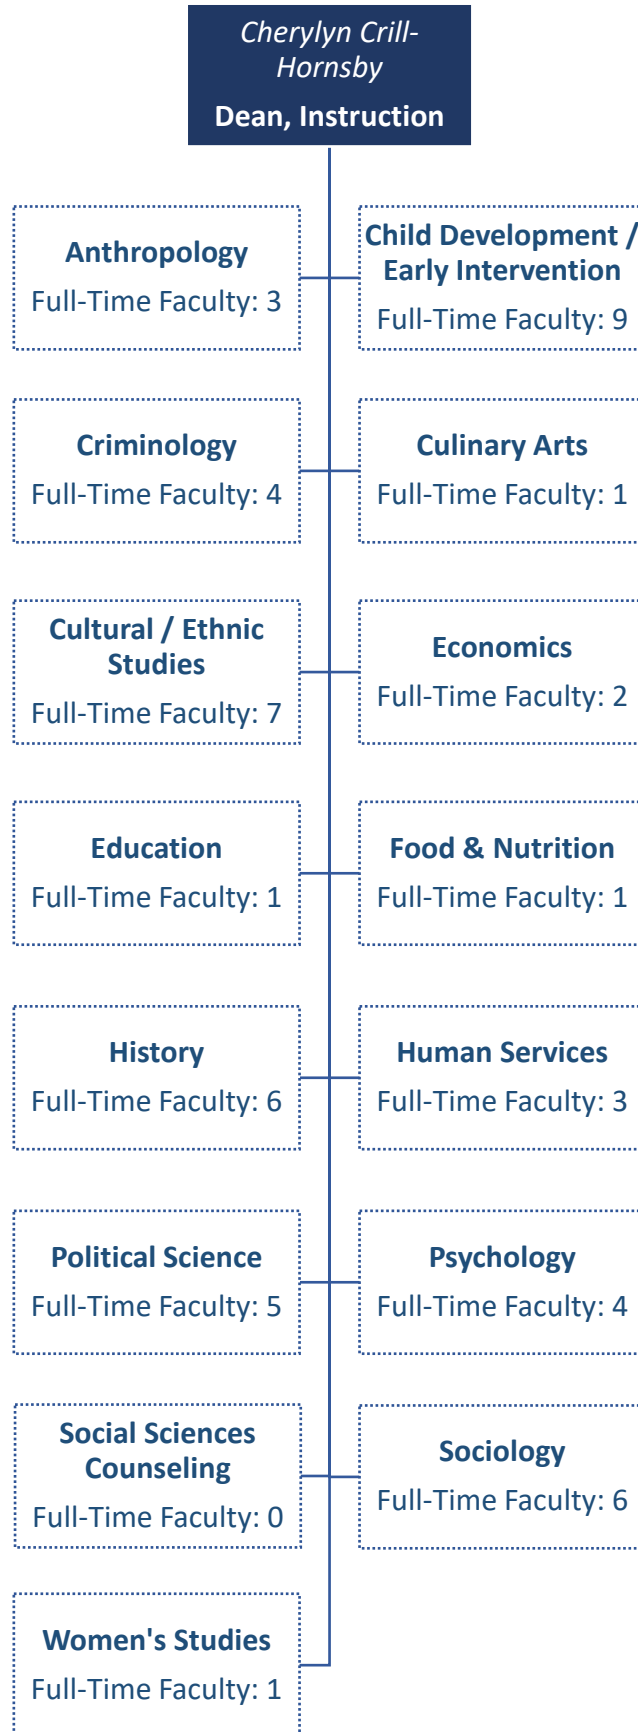 Cherylyn Crill-
Hornsby
Dean, Instruction
Anthropology
Full-Time Faculty: 3
Child Development /
Early Intervention
Full-Time Faculty: 9
Criminology
Full-Time Faculty: 4
Culinary Arts
Full-Time Faculty: 1
Cultural / Ethnic
Studies
Full-Time Faculty: 7
Economics
Full-Time Faculty: 2
Education
Full-Time Faculty: 1
Food & Nutrition
Full-Time Faculty: 1
History
Full-Time Faculty: 6
Human Services
Full-Time Faculty: 3
Political Science
Full-Time Faculty: 5
Psychology
Full-Time Faculty: 4
Social Sciences
Counseling
Full-Time Faculty: 0
Sociology
Full-Time Faculty: 6
Women's Studies
Full-Time Faculty: 1